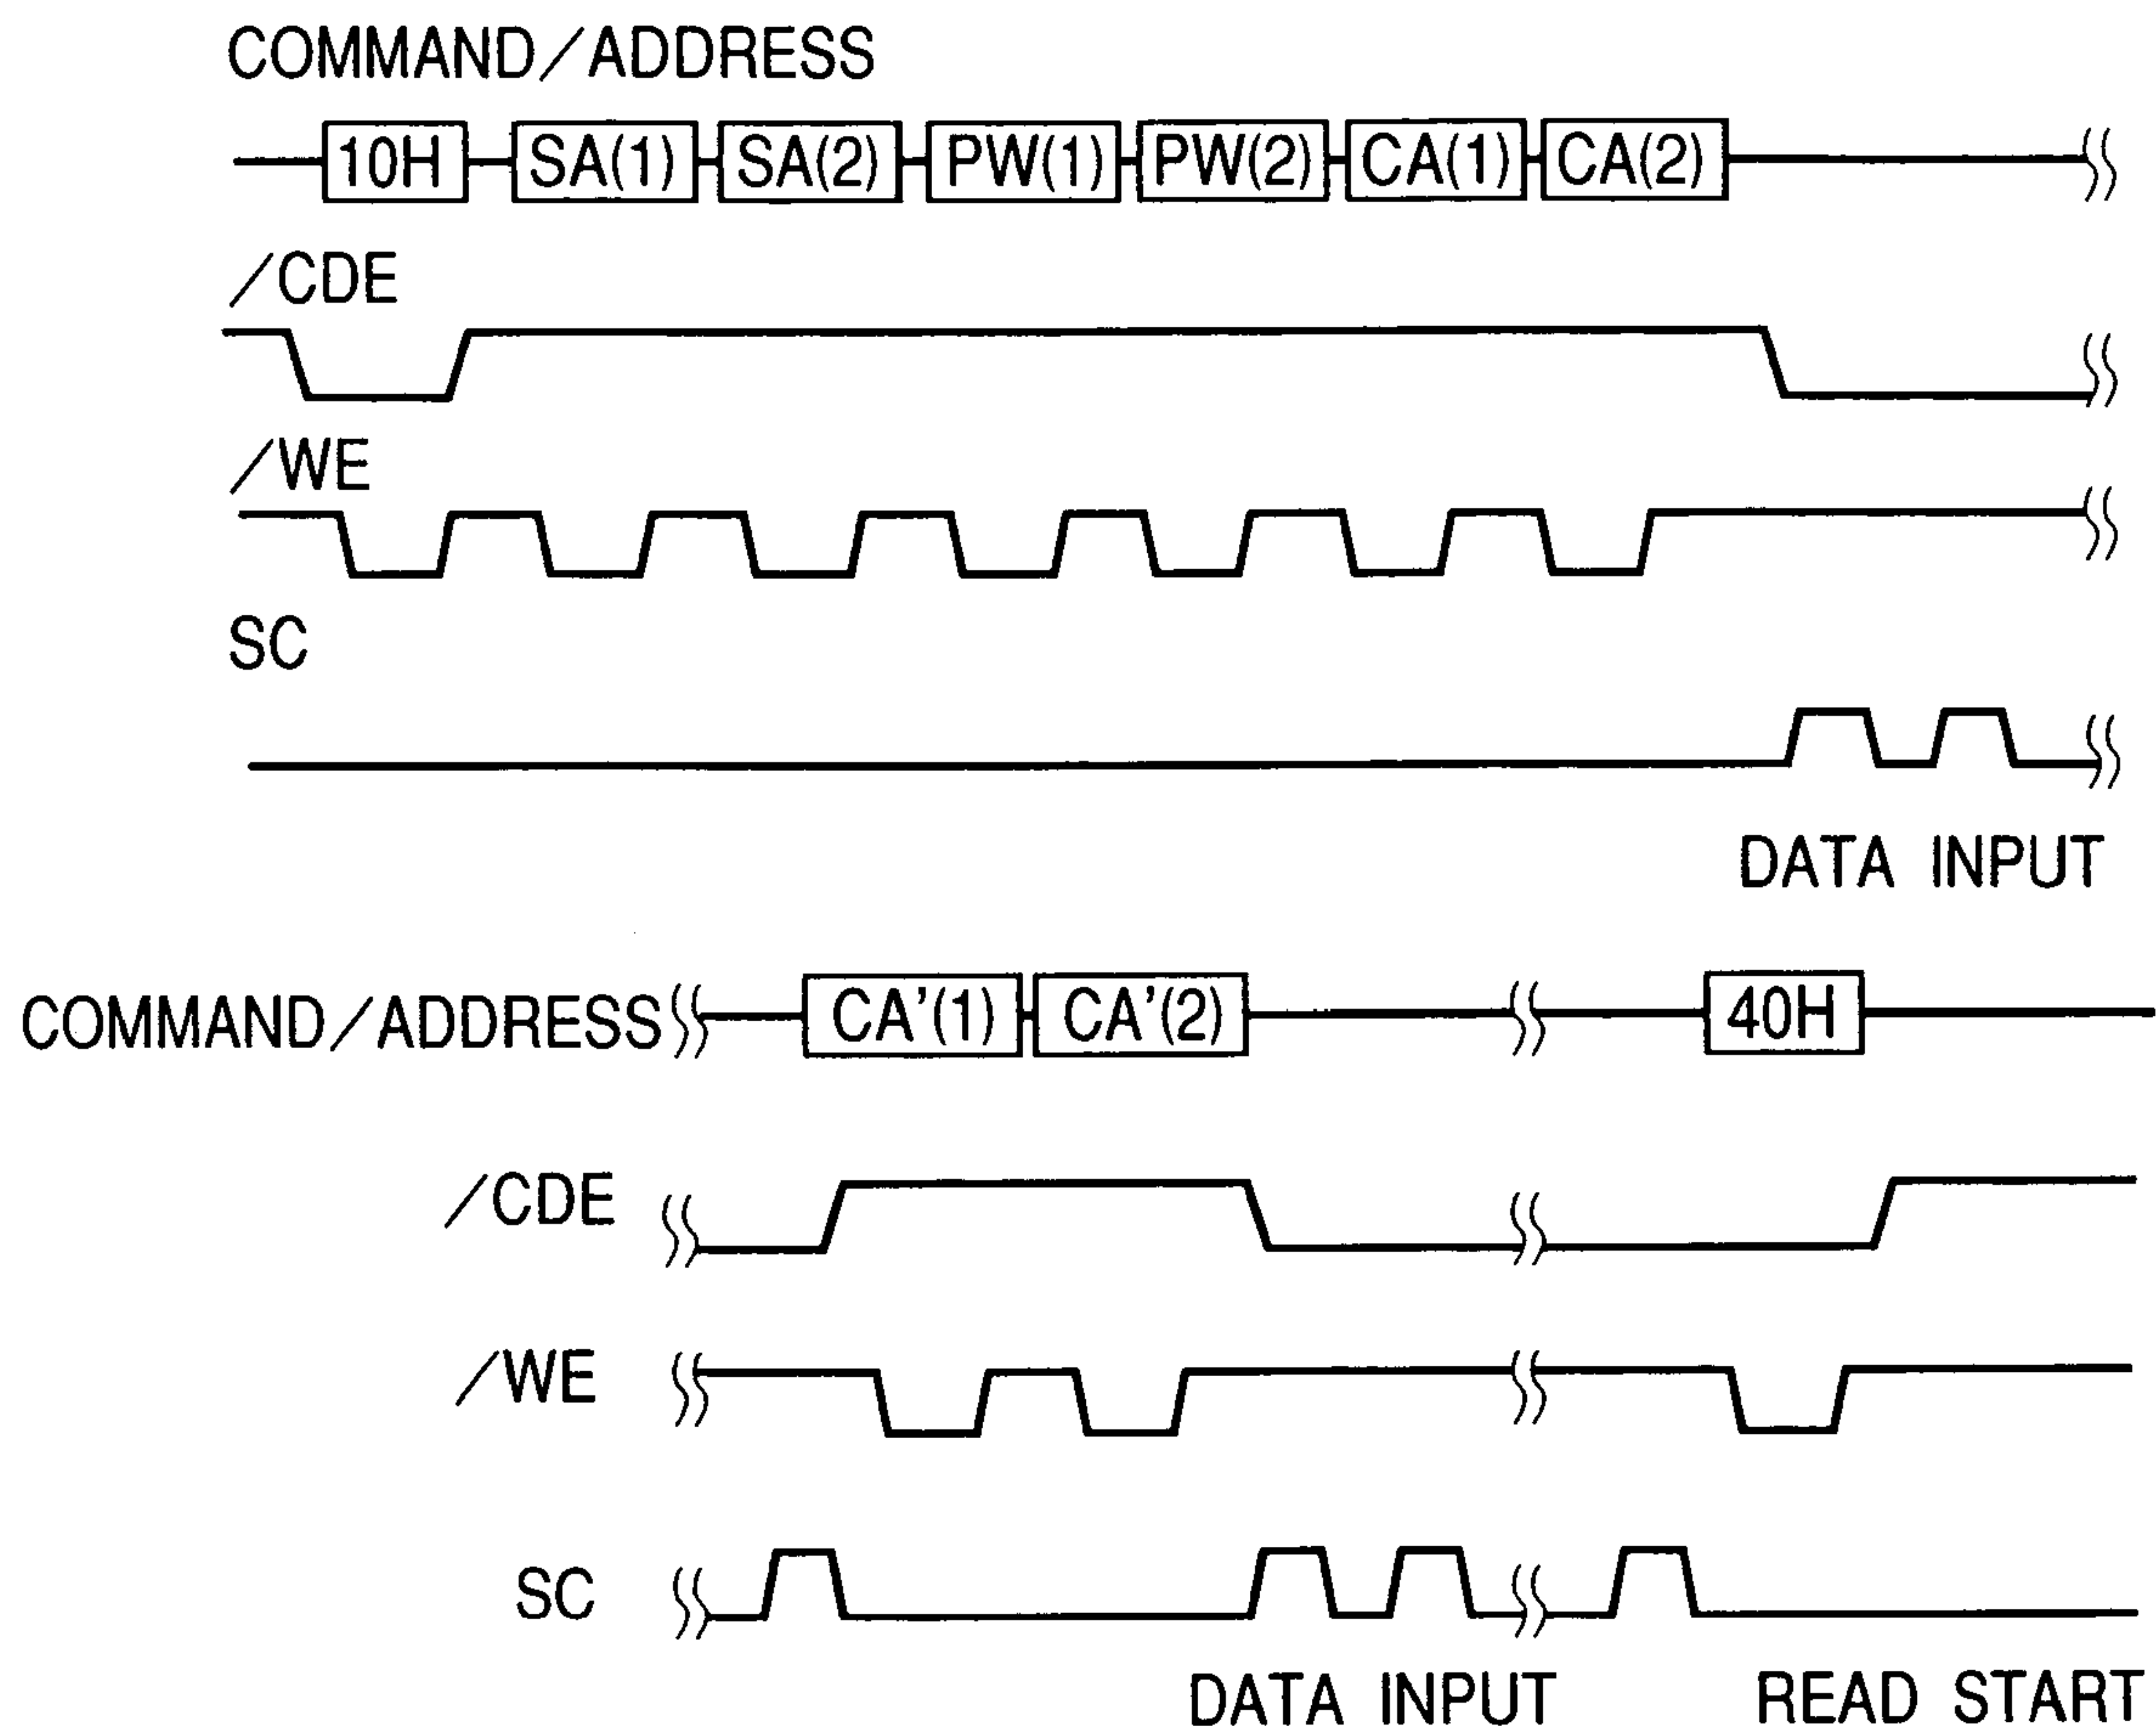 COMMAND/ADDRESS
10H SA(1) SA(2) PW(1) PW(2) CA(1) CA(2)
/CDE
/WE
SC
DATA INPUT
COMMAND/ADDRESS CA'(1) CA'(2) 40H
/CDE
/WE
SC
DATA INPUT READ START